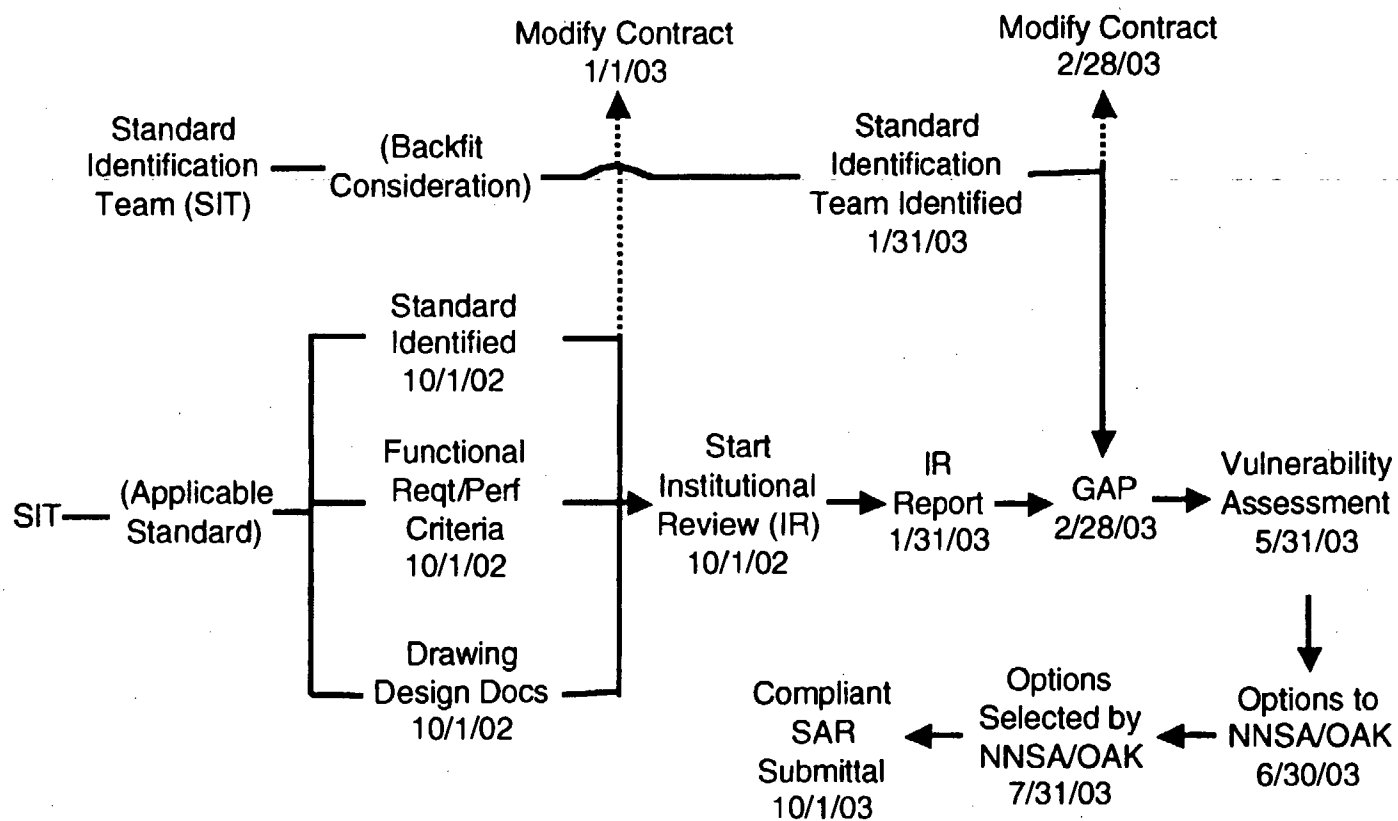 Modify Contract
1/1/03
Modify Contract
2/28/03
Standard
Identification
Team (SIT)
(Backfit
Consideration)
Standard
Identification
Team Identified
1/31/03
Standard
Identified
10/1/02
SIT
(Applicable
Standard)
Functional
Reqt/Perf
Criteria
10/1/02
Drawing
Design Docs
10/1/02
Start
Institutional
Review (IR)
10/1/02
IR
Report
1/31/03
GAP
2/28/03
Vulnerability
Assessment
5/31/03
Options to
NNSA/OAK
6/30/03
Options
Selected by
NNSA/OAK
7/31/03
Compliant
SAR
Submittal
10/1/03